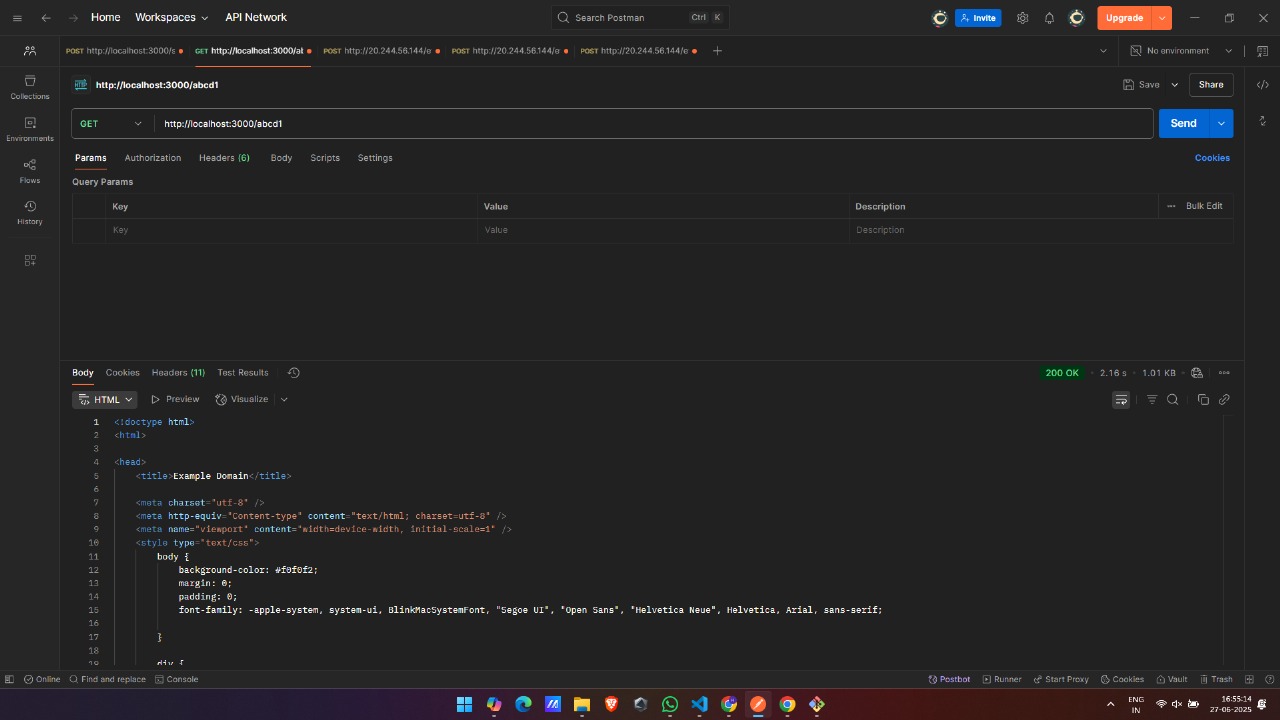 Home Workspaces API Network Search Postman Ctrl K Invite Upgrade
POST http://localhost:3000/s GET http://localhost:3000/ab POST http://20.244.56.144/e POST http://20.244.56.144/e POST http://20.244.56.144/e No environment
http://localhost:3000/abcd1 Save Share
Collections
GET http://localhost:3000/abcd1 Send
Environments
Params Authorization Headers (6) Body Scripts Settings Cookies
Flows
Query Params
Key Value Description Bulk Edit
History
Key Value Description
Body Cookies Headers (11) Test Results 200 OK 2.16 s 1.01 KB
HTML Preview Visualize
1 <!doctype html>
2 <html>
3
4 <head>
5 <title>Example Domain</title>
6
7 <meta charset="utf-8" />
8 <meta http-equiv="Content-type" content="text/html; charset=utf-8" />
9 <meta name="viewport" content="width=device-width, initial-scale=1" />
10 <style type="text/css">
11 body {
12 background-color: #f0f0f2;
13 margin: 0;
14 padding: 0;
15 font-family: -apple-system, system-ui, BlinkMacSystemFont, "Segoe UI", "Open Sans", "Helvetica Neue", Helvetica, Arial, sans-serif;
16
17 }
18
19 div {
Online Find and replace Console Postbot Runner Start Proxy Cookies Vault Trash
ENG 16:55:14
IN 27-06-2025